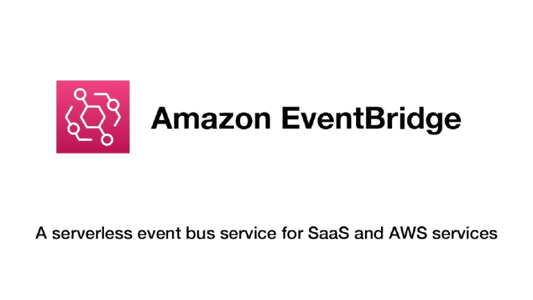 Amazon EventBridge
A serverless event bus service for SaaS and AWS services